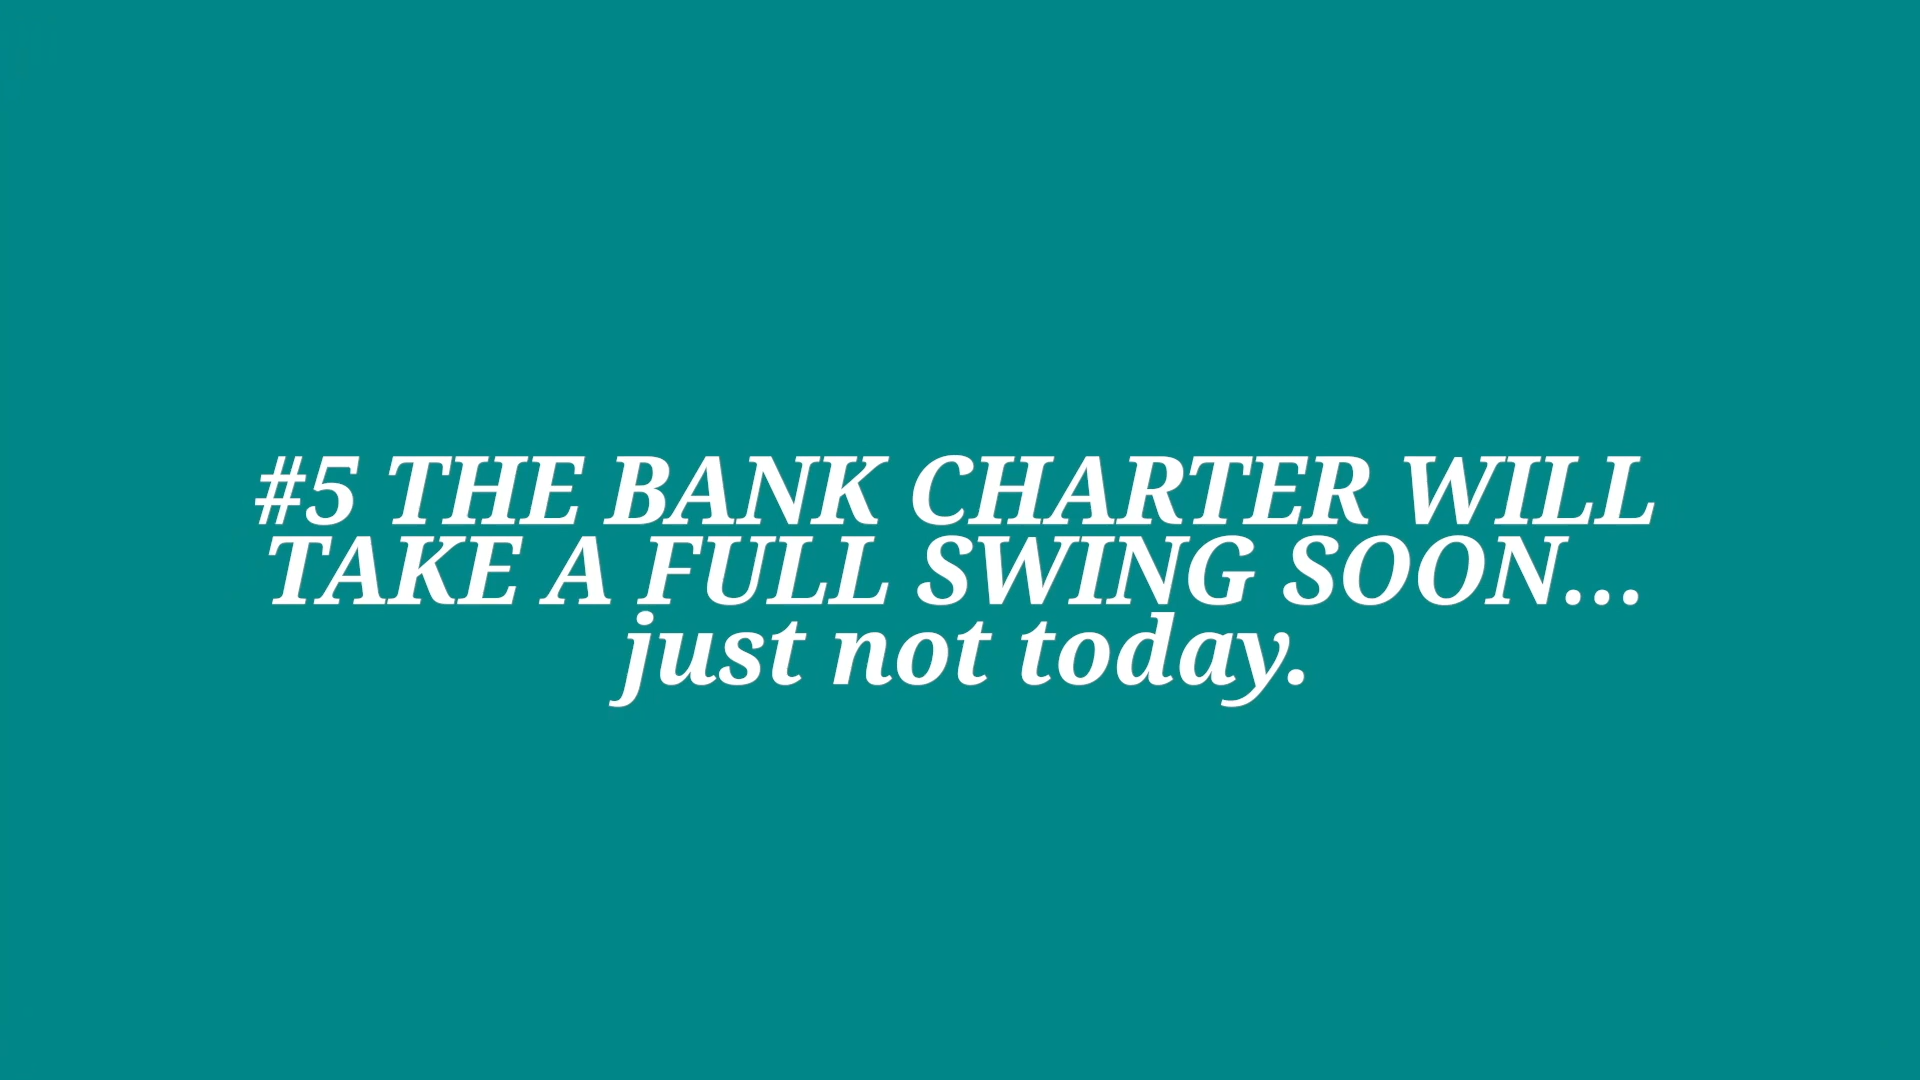 #5 THE BANK CHARTER WILL
TAKE A FULL SWING SOON...
just not today.